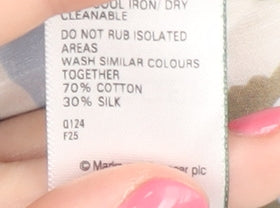 COOL IRON/ DRY
CLEANABLE
DO NOT RUB ISOLATED
AREAS
WASH SIMILAR COLOURS
TOGETHER
70% COTTON/
30% SILK
Q124
F25
© plc